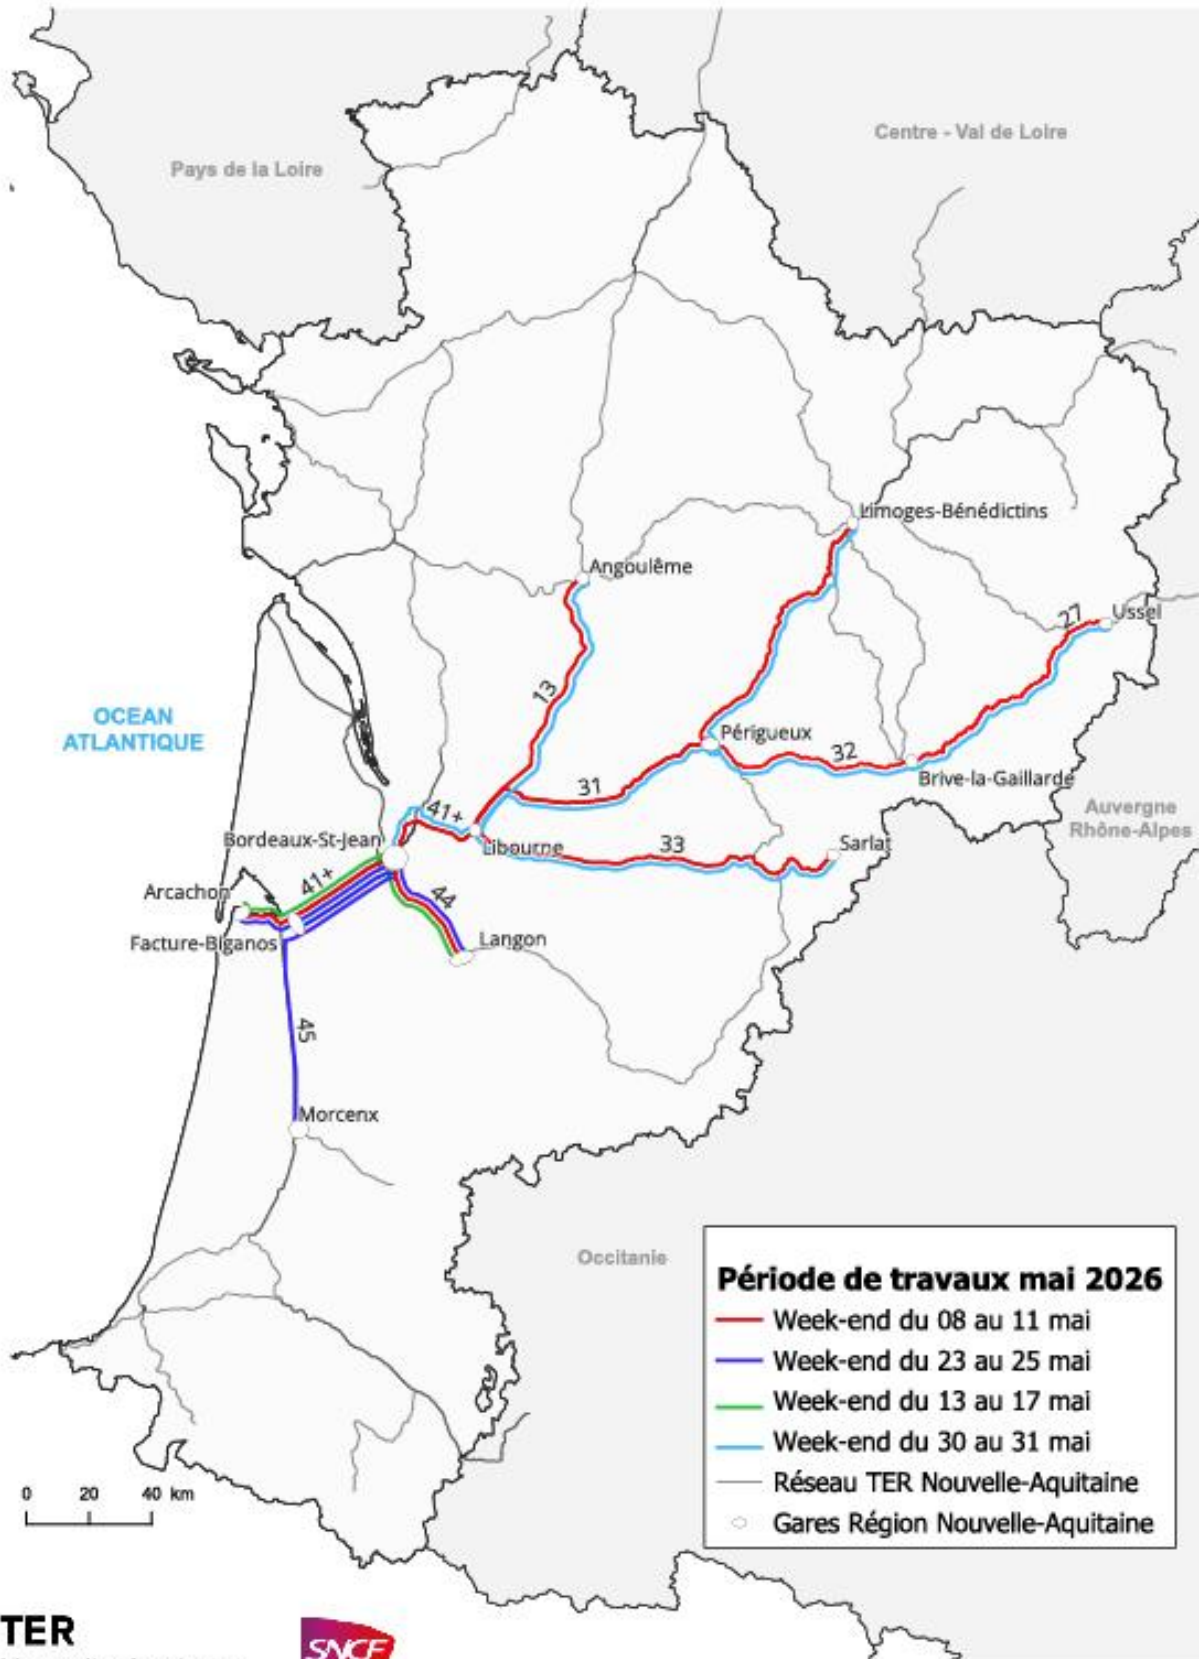 Pays de la Loire
Centre - Val de Loire
Limoges-Bénédictins
Angoulême
Ussel
27
13
OCEAN
ATLANTIQUE
Périgueux
32
Brive-la-Gaillarde
31
Auvergne
Rhône-Alpes
41+
Bordeaux-St-Jean
Libourne
33
Sarlat
41+
Arcachon
44
Facture-Biganos
Langon
45
Morcenx
Occitanie
Période de travaux mai 2026
Week-end du 08 au 11 mai
Week-end du 23 au 25 mai
Week-end du 13 au 17 mai
Week-end du 30 au 31 mai
Réseau TER Nouvelle-Aquitaine
Gares Région Nouvelle-Aquitaine
0 20 40 km
TER
SNCF